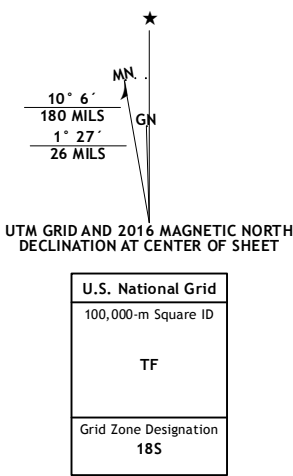 ★
MN
10° 6´
180 MILS
GN
1° 27´
26 MILS
UTM GRID AND 2016 MAGNETIC NORTH
DECLINATION AT CENTER OF SHEET
U.S. National Grid
100,000-m Square ID
TF
Grid Zone Designation
18S